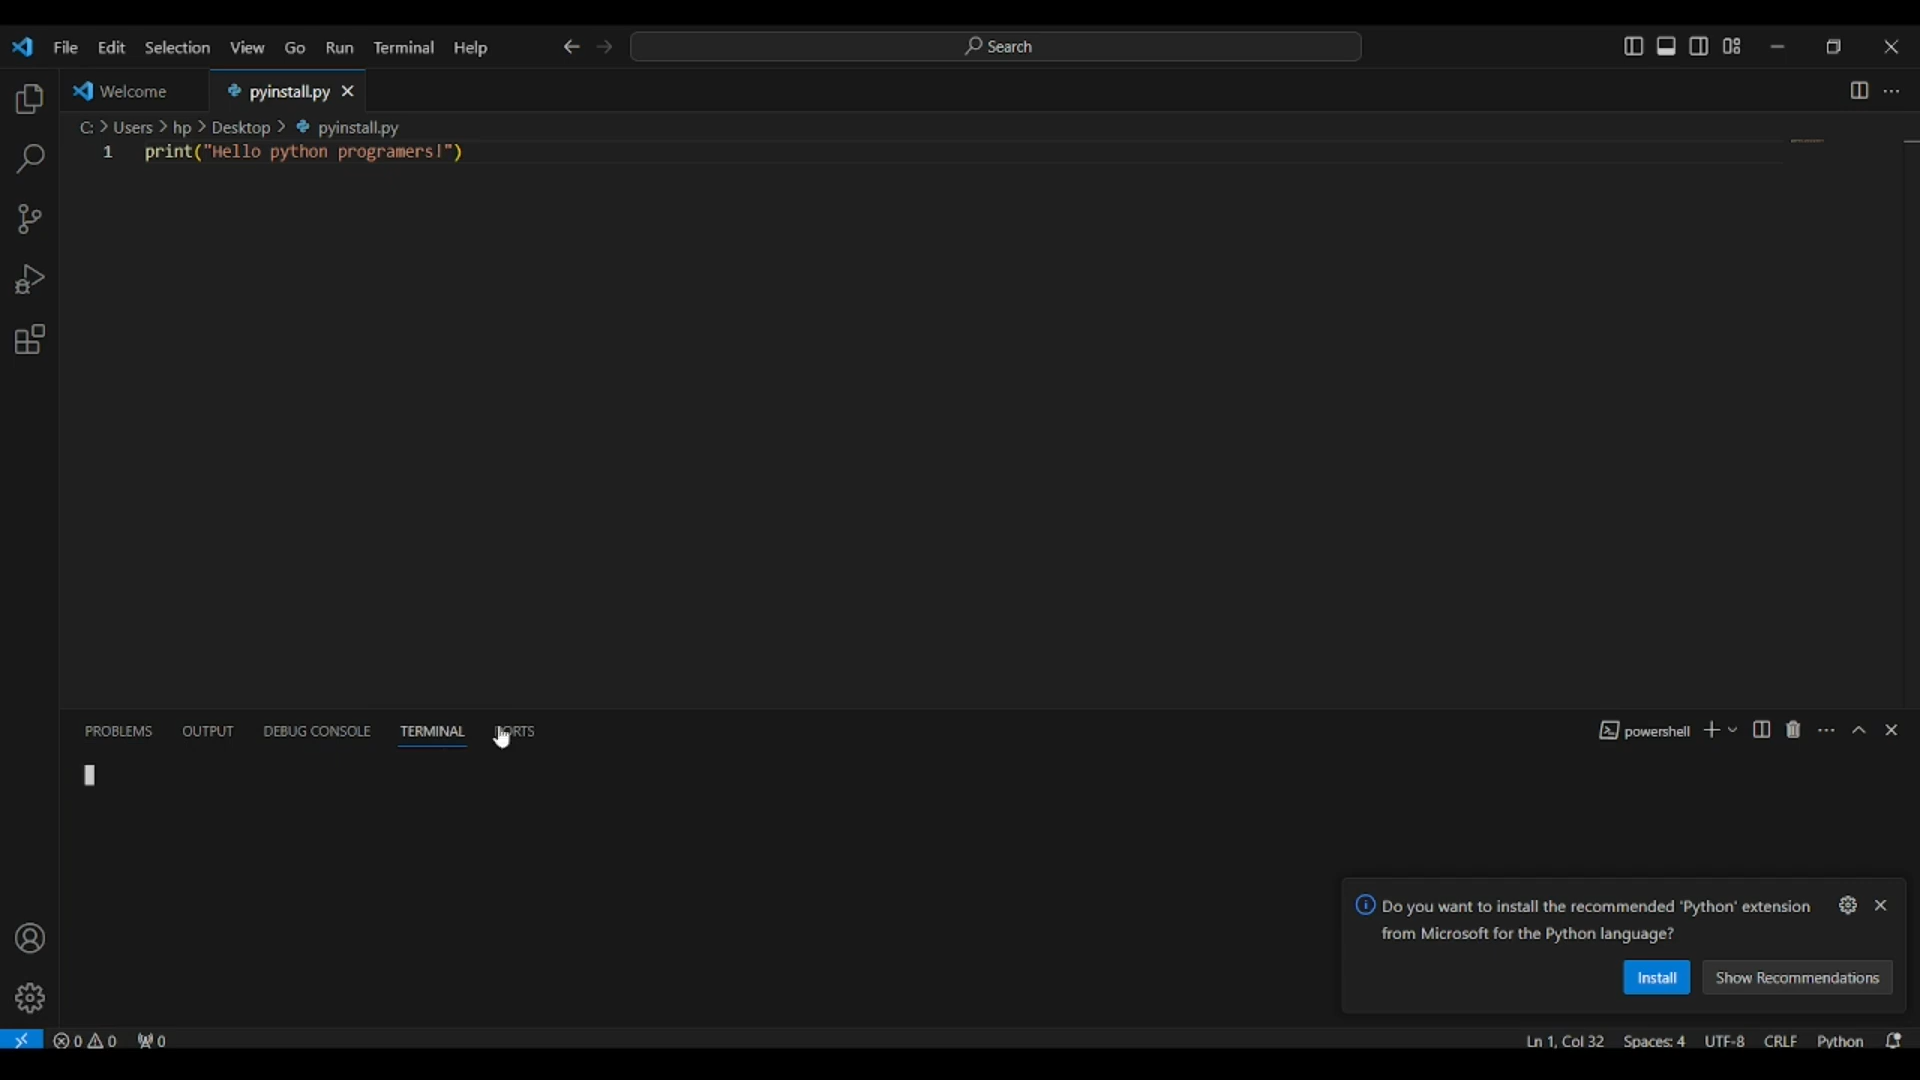 File Edit Selection View Go Run Terminal Help Search
Welcome pyinstall.py
C: > Users > hp > Desktop > pyinstall.py
1 print("Hello python programers!")
PROBLEMS OUTPUT DEBUG CONSOLE TERMINAL PORTS powershell
Do you want to install the recommended 'Python' extension
from Microsoft for the Python language?
Install Show Recommendations
0 0 0 Ln 1, Col 32 Spaces: 4 UTF-8 CRLF Python